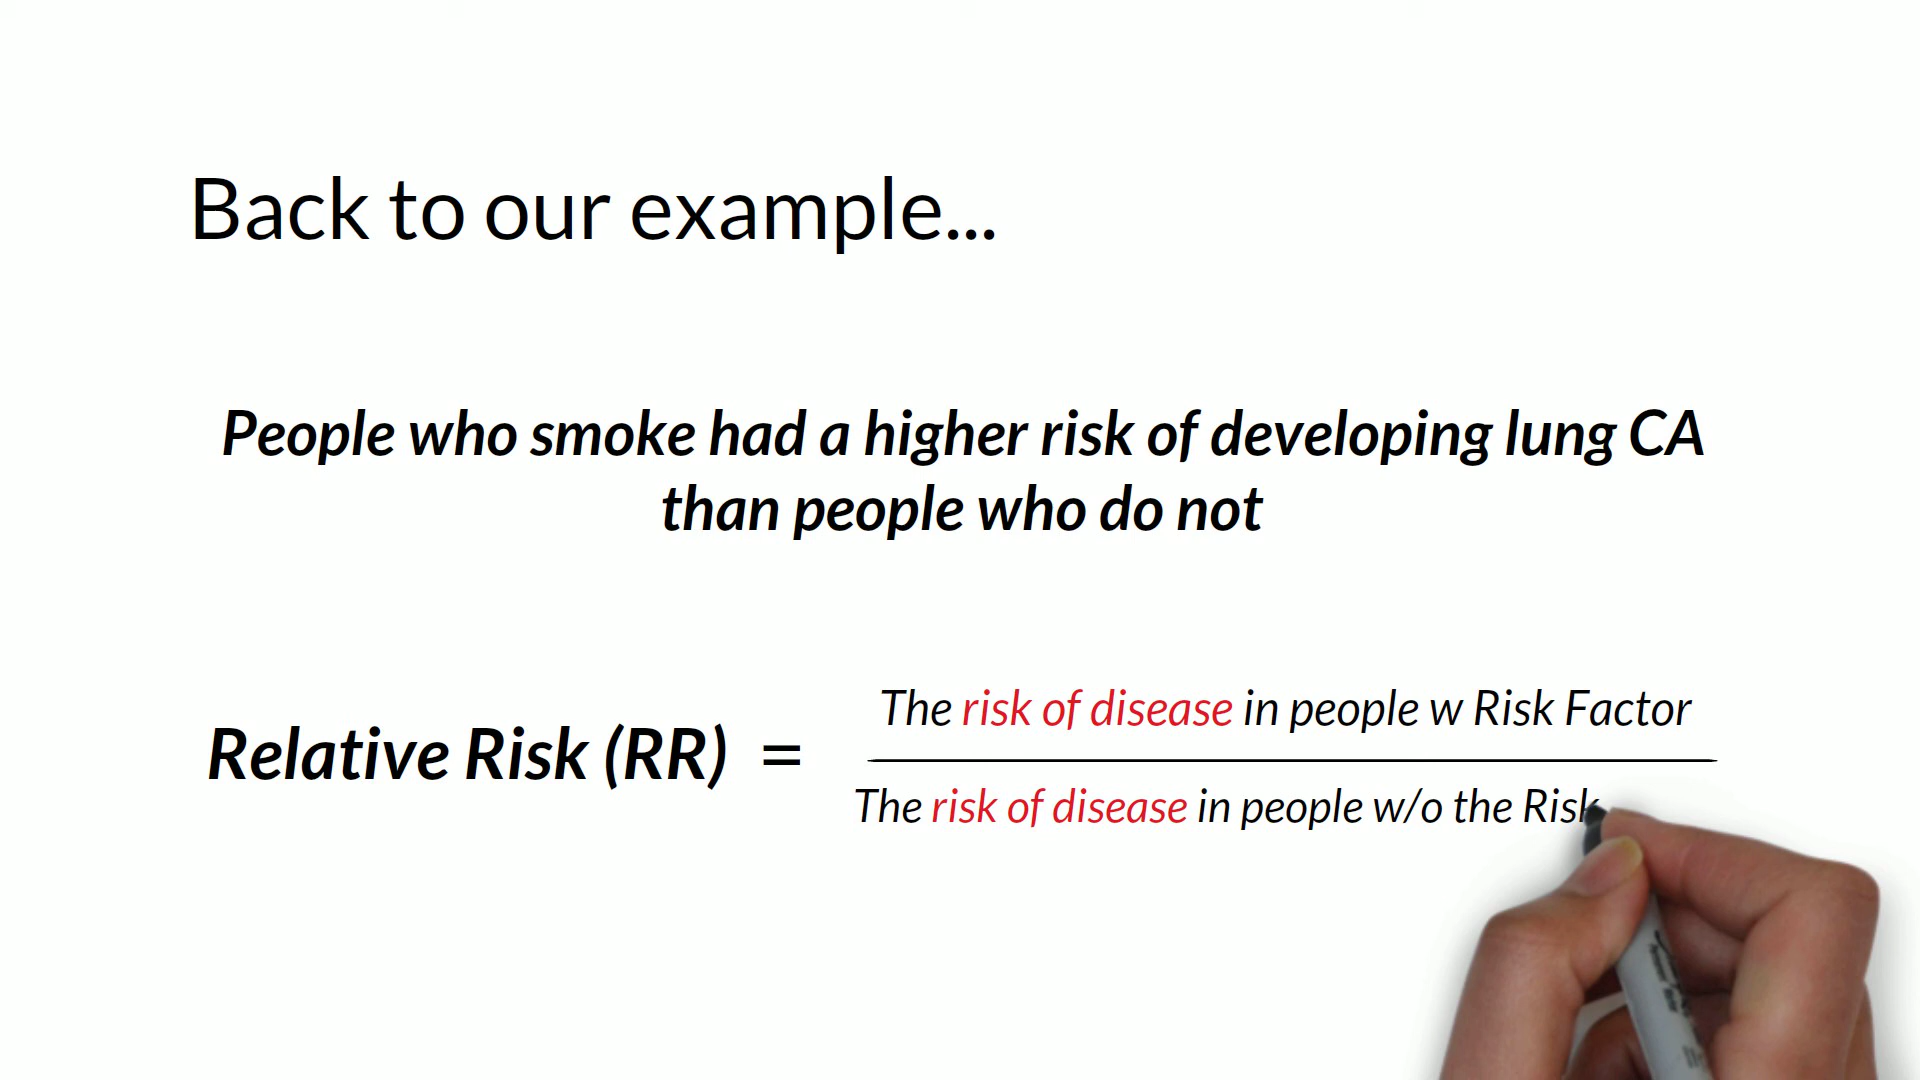 Back to our example...
People who smoke had a higher risk of developing lung CA
than people who do not
The risk of disease in people w Risk Factor
Relative Risk (RR) =
The risk of disease in people w/o the Risk